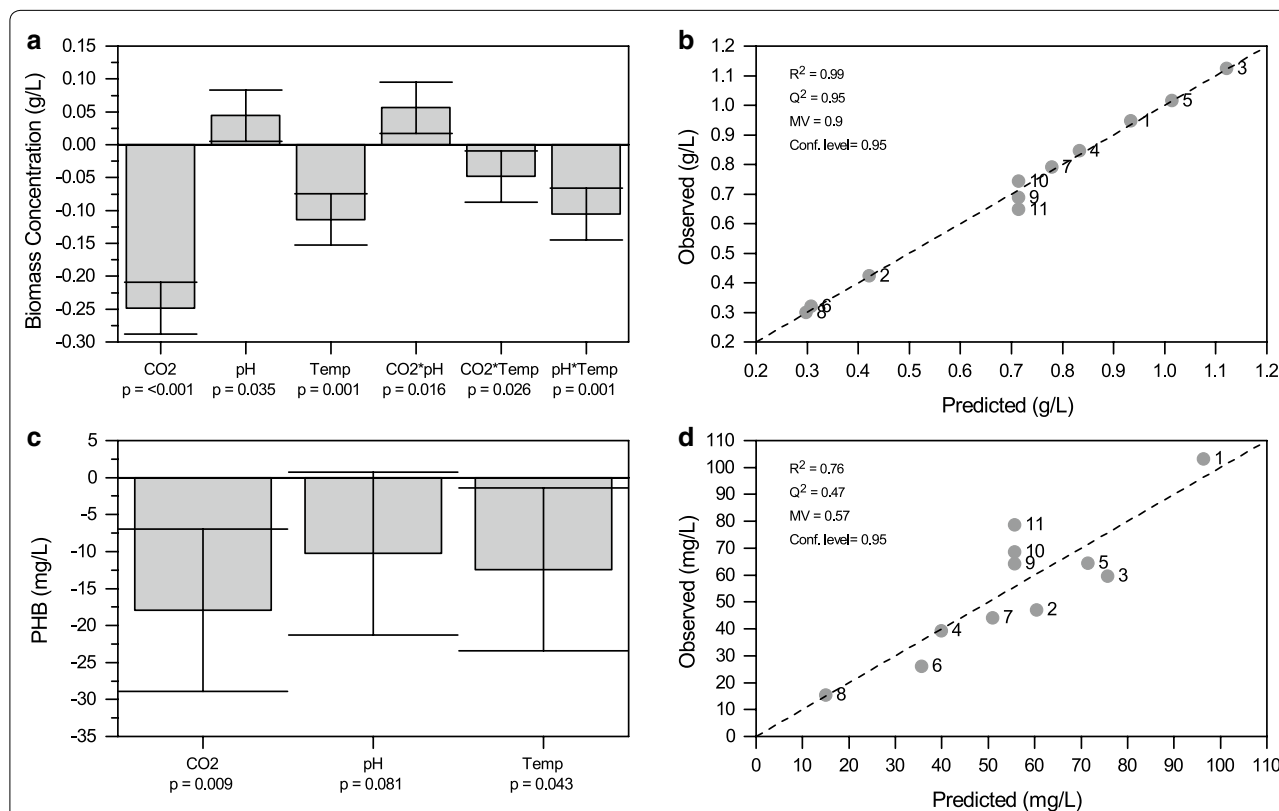 a
Biomass Concentration (g/L)
0.15
0.10
0.05
0.00
-0.05
-0.10
-0.15
-0.20
-0.25
-0.30
CO2 pH Temp CO2*pH CO2*Temp pH*Temp
p = <0.001 p = 0.035 p = 0.001 p = 0.016 p = 0.026 p = 0.001
b
Observed (g/L)
1.2
1.1
1.0
0.9
0.8
0.7
0.6
0.5
0.4
0.3
0.2
R² = 0.99
Q² = 0.95
MV = 0.9
Conf. level= 0.95
3
5
1
4
7
10
9
11
2
6
8
0.2 0.3 0.4 0.5 0.6 0.7 0.8 0.9 1.0 1.1 1.2
Predicted (g/L)
c
PHB (mg/L)
5
0
-5
-10
-15
-20
-25
-30
-35
CO2 pH Temp
p = 0.009 p = 0.081 p = 0.043
d
Observed (mg/L)
110
100
90
80
70
60
50
40
30
20
10
0
R² = 0.76
Q² = 0.47
MV = 0.57
Conf. level= 0.95
1
11
10
9
5
3
2
7
4
6
8
0 10 20 30 40 50 60 70 80 90 100 110
Predicted (mg/L)